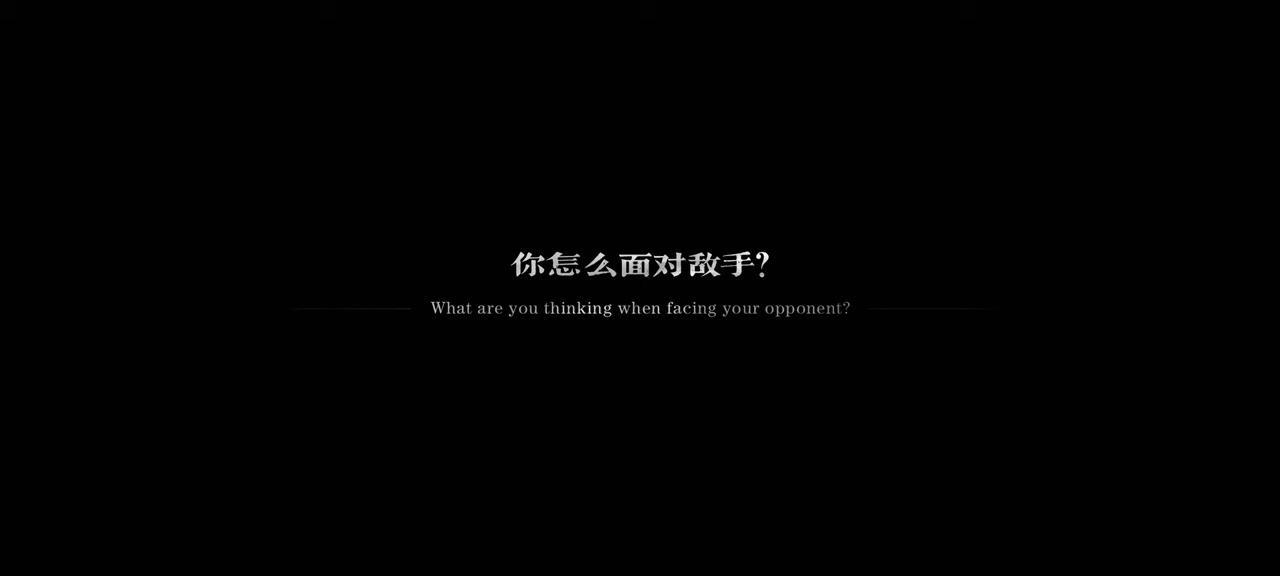 你怎么面对敌手?
What are you thinking when facing your opponent?